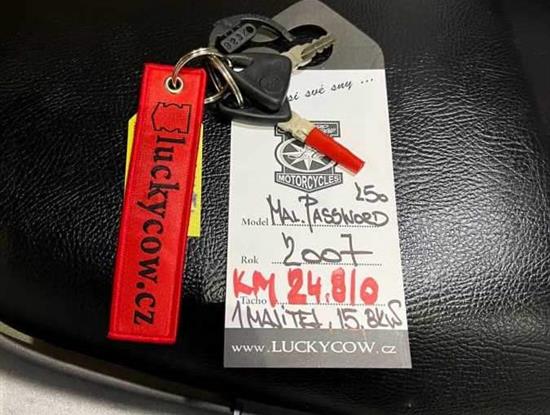 luckycow.cz
sí své sny ...
MOTORCYCLES
250
Model MAL. PASSWORD
Rok 2007
KM 24.810
Tacho
1 MAJITEL, 15,8KW
www.LUCKYCOW.cz